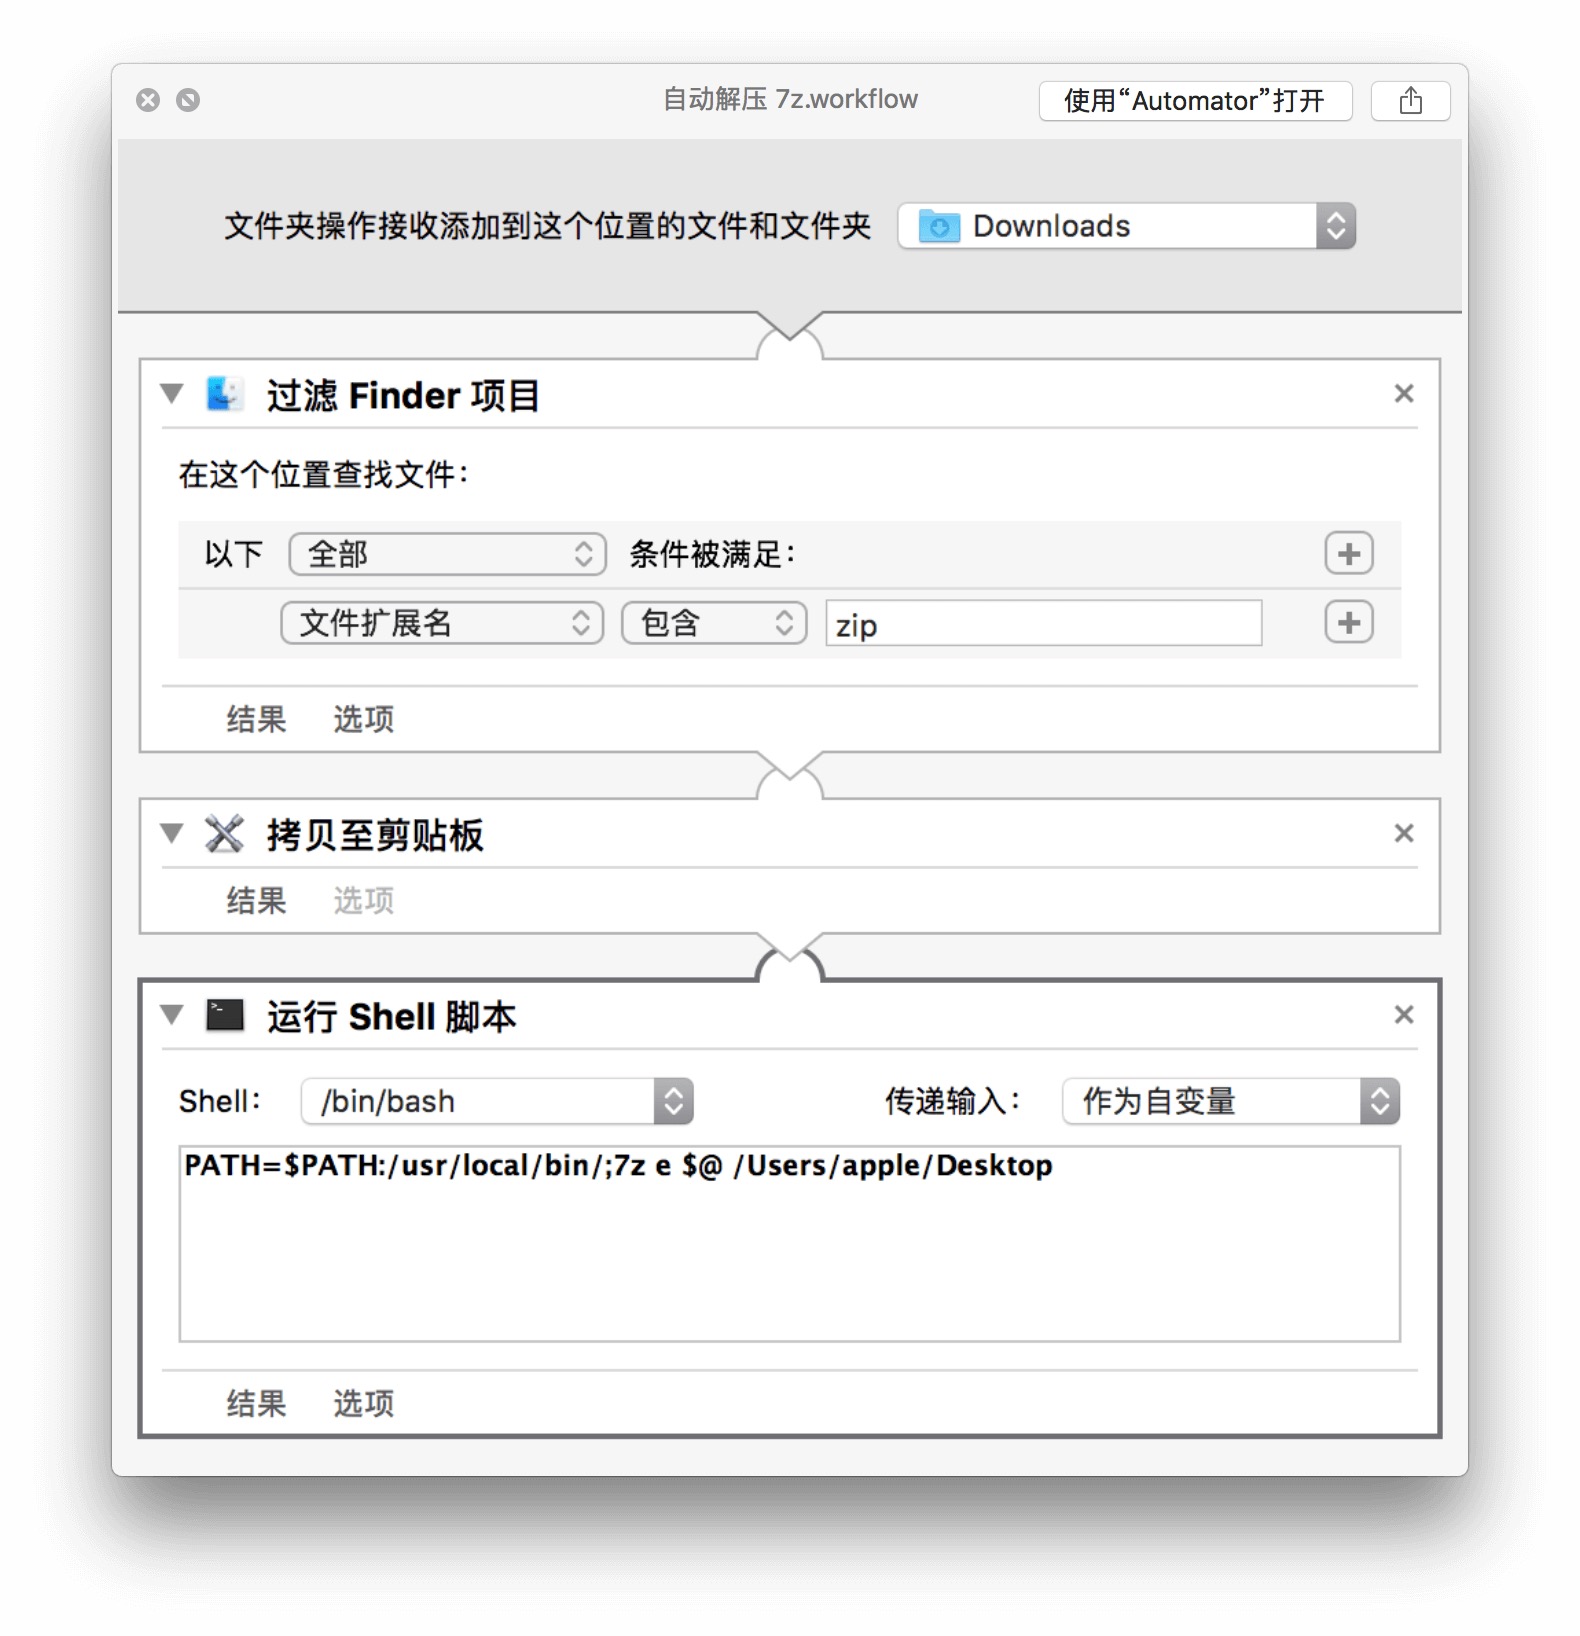 自动解压 7z.workflow
使用“Automator”打开
文件夹操作接收添加到这个位置的文件和文件夹 Downloads
过滤 Finder 项目
在这个位置查找文件：
以下 全部 条件被满足：
文件扩展名 包含 zip
结果 选项
拷贝至剪贴板
结果 选项
运行 Shell 脚本
Shell： /bin/bash 传递输入： 作为自变量
PATH=$PATH:/usr/local/bin/;7z e $@ /Users/apple/Desktop
结果 选项